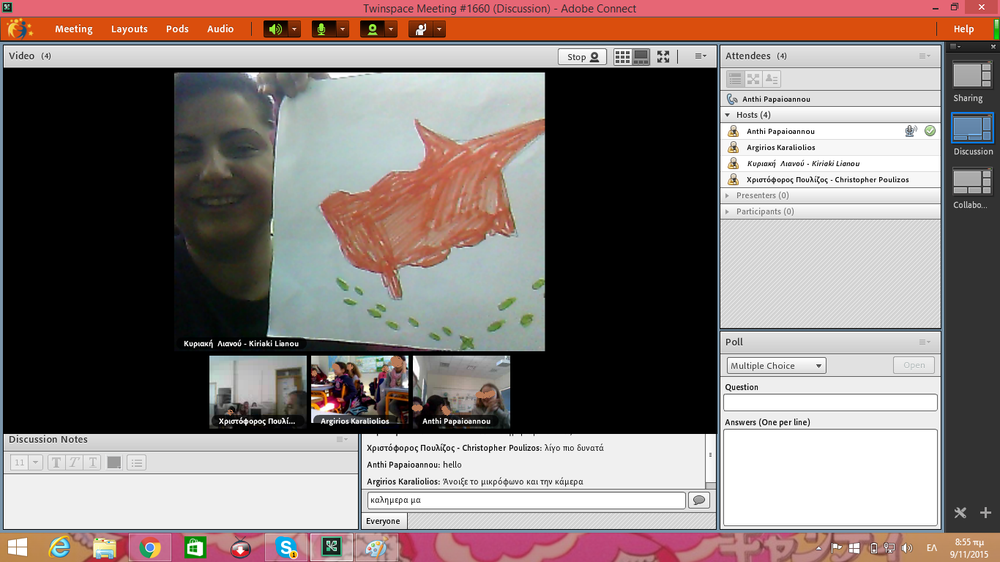 Twinspace Meeting #1660 (Discussion) - Adobe Connect
Meeting Layouts Pods Audio Help
Video (4) Stop
Κυριακή Λιανού - Kiriaki Lianou
Χριστόφορος Πουλί... Argirios Karaliolios Anthi Papaioannou
Attendees (4)
Anthi Papaioannou
Hosts (4)
Anthi Papaioannou
Argirios Karaliolios
Κυριακή Λιανού - Kiriaki Lianou
Χριστόφορος Πουλίζος - Christopher Poulizos
Presenters (0)
Participants (0)
Sharing
Discussion
Collabo...
Poll
Multiple Choice Open
Question
Answers (One per line)
Discussion Notes
11 T T T
Χριστόφορος Πουλίζος - Christopher Poulizos: λίγο πιο δυνατά
Anthi Papaioannou: hello
Argirios Karaliolios: Άνοιξε το μικρόφωνο και την κάμερα
καλημερα μα
Everyone
1
ΕΛ
8:55 πμ
9/11/2015